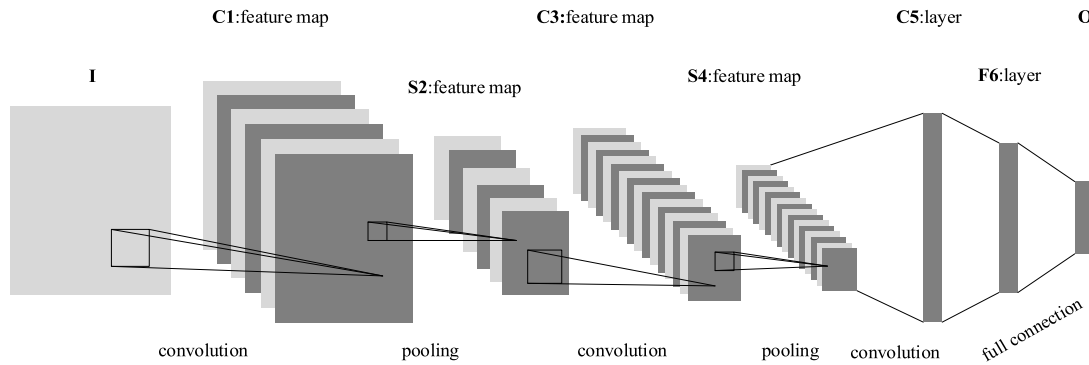 C1:feature map
C3:feature map
C5:layer
O
I
S2:feature map
S4:feature map
F6:layer
convolution
pooling
convolution
pooling
convolution
full connection